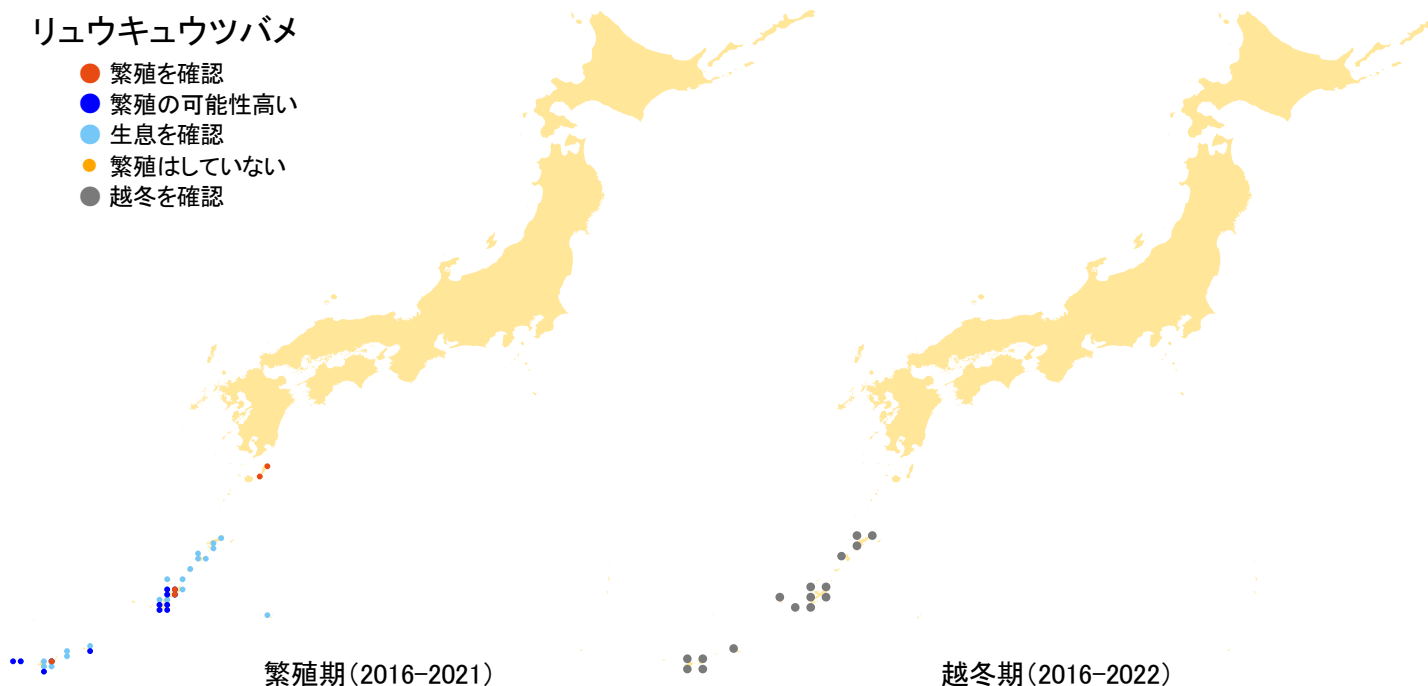 リュウキュウツバメ
繁殖を確認
繁殖の可能性高い
生息を確認
繁殖はしていない
越冬を確認
繁殖期(2016-2021)
越冬期(2016-2022)